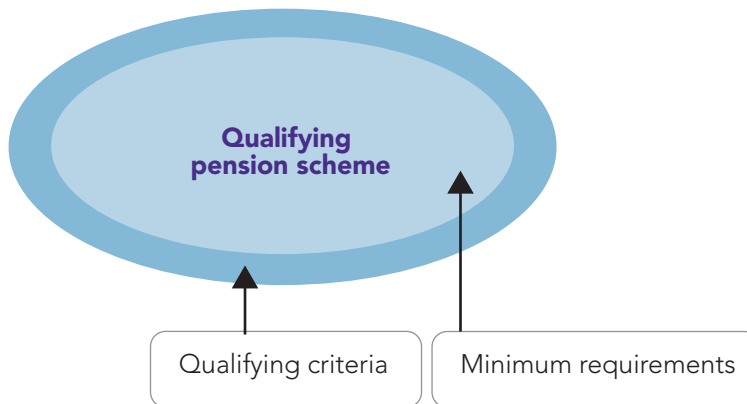 Qualifying
pension scheme
Qualifying criteria
Minimum requirements